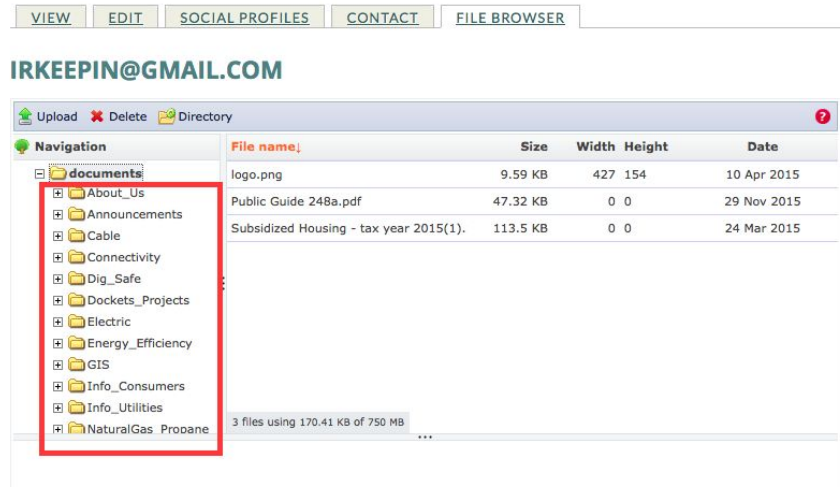 VIEW EDIT SOCIAL PROFILES CONTACT FILE BROWSER
IRKEEPIN@GMAIL.COM
Upload Delete Directory ?
Navigation File name↓ Size Width Height Date
documents logo.png 9.59 KB 427 154 10 Apr 2015
About_Us
Public Guide 248a.pdf 47.32 KB 0 0 29 Nov 2015
Announcements
Subsidized Housing - tax year 2015(1). 113.5 KB 0 0 24 Mar 2015
Cable
Connectivity
Dig_Safe
Dockets_Projects
Electric
Energy_Efficiency
GIS
Info_Consumers
Info_Utilities
NaturalGas_Propane
3 files using 170.41 KB of 750 MB